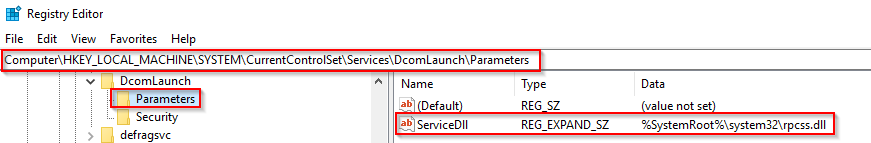 Registry Editor
File Edit View Favorites Help
Computer\HKEY_LOCAL_MACHINE\SYSTEM\CurrentControlSet\Services\DcomLaunch\Parameters
DcomLaunch
Parameters
Security
defragsvc
Name Type Data
(Default) REG_SZ (value not set)
ServiceDll REG_EXPAND_SZ %SystemRoot%\system32\rpcss.dll